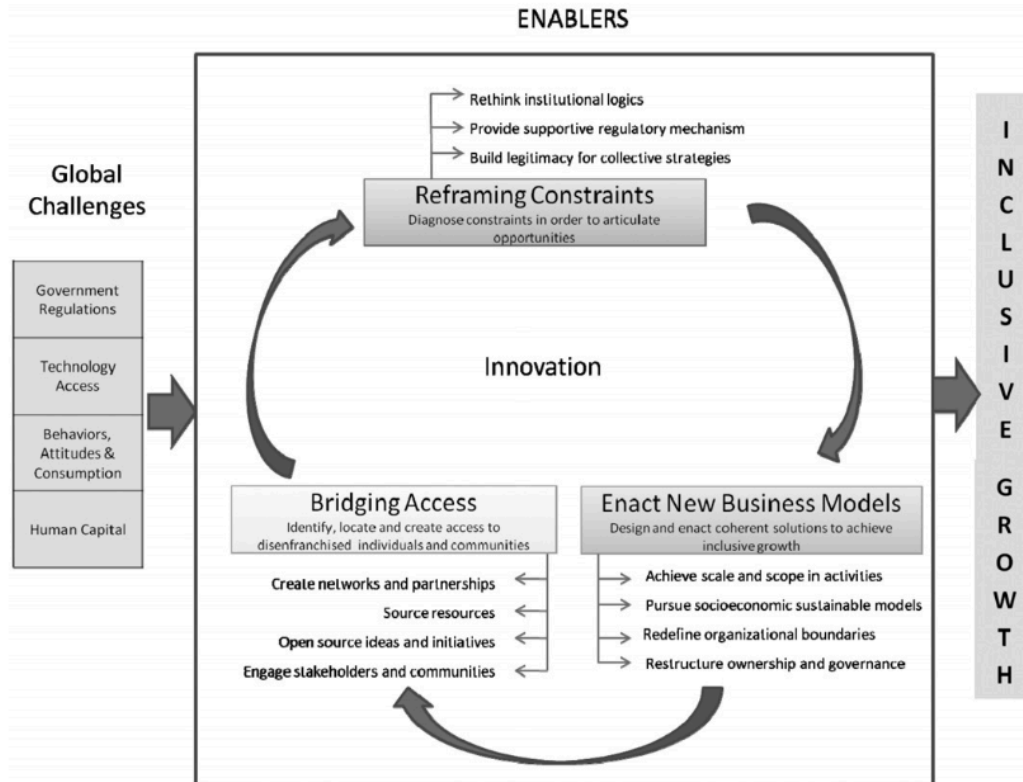 ENABLERS
Rethink institutional logics
Provide supportive regulatory mechanism
Build legitimacy for collective strategies
Reframing Constraints
Diagnose constraints in order to articulate
opportunities
Global
Challenges
Government
Regulations
Technology
Access
Behaviors,
Attitudes &
Consumption
Human Capital
Innovation
Bridging Access
Identify, locate and create access to
disenfranchised individuals and communities
Create networks and partnerships
Source resources
Open source ideas and initiatives
Engage stakeholders and communities
Enact New Business Models
Design and enact coherent solutions to achieve
inclusive growth
Achieve scale and scope in activities
Pursue socioeconomic sustainable models
Redefine organizational boundaries
Restructure ownership and governance
INCLUSIVE GROWTH